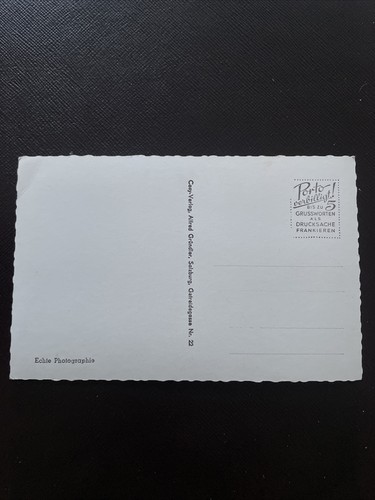 Porto
verbilligt!
BIS ZU 5
GRUSSWORTEN
ALS
DRUCKSACHE
FRANKIEREN
Cosy-Verlag, Alfred Gründler, Salzburg, Getreidegasse Nr. 22
Echte Photographie